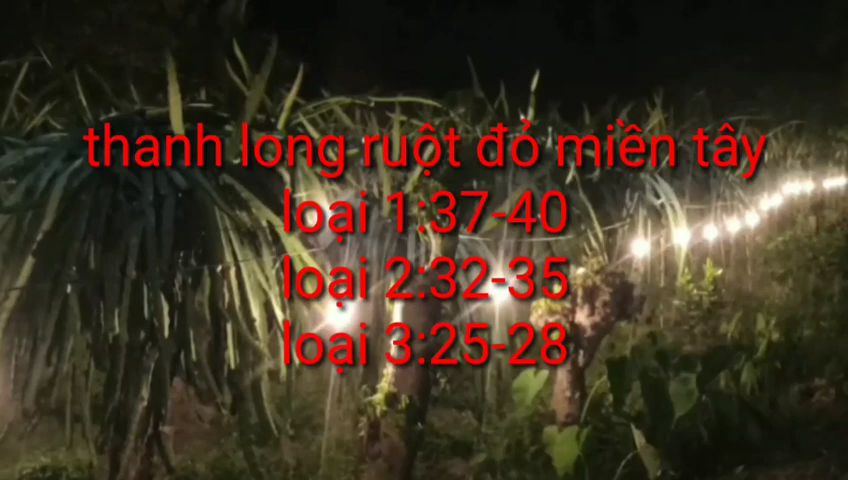 thanh long ruột đỏ miền tây
loại 1:37-40
loại 2:32-35
loại 3:25-28